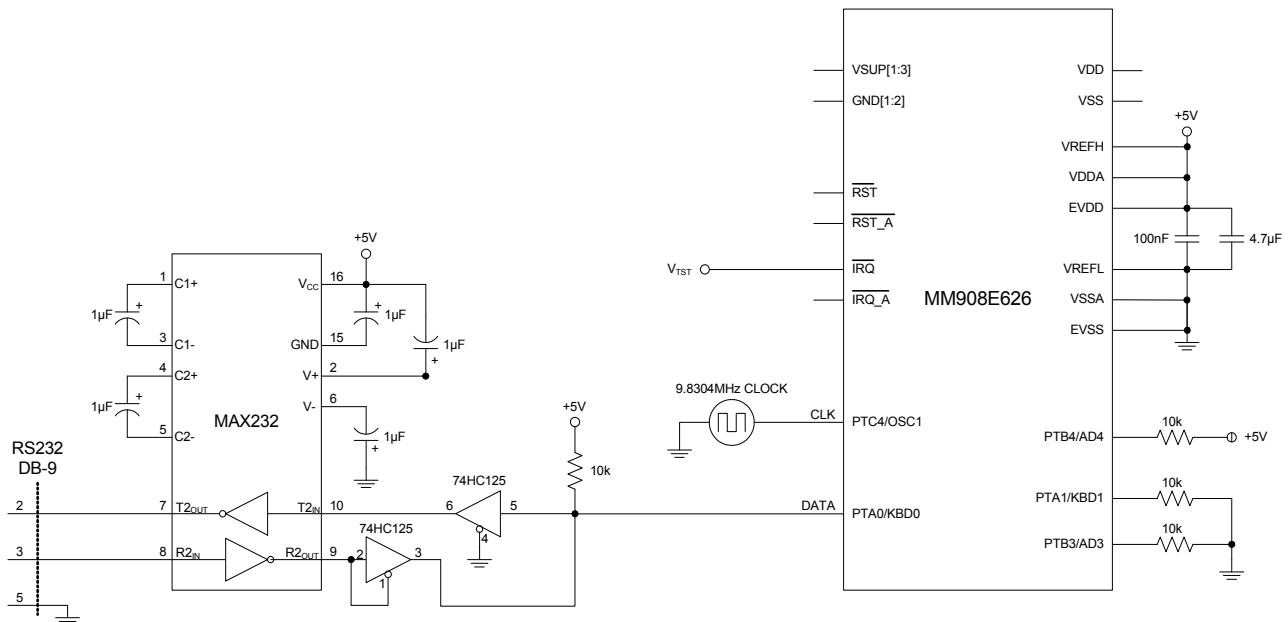 VSUP[1:3]
GND[1:2]
RST
RST_A
V_TST
IRQ
IRQ_A
MM908E626
9.8304MHz CLOCK
CLK
PTC4/OSC1
DATA
PTA0/KBD0
VDD
VSS
+5V
VREFH
VDDA
EVDD
100nF
4.7µF
VREFL
VSSA
EVSS
PTB4/AD4
10k
+5V
PTA1/KBD1
10k
PTB3/AD3
10k
+5V
1
C1+
V_CC
16
1µF
+
+
1µF
3
C1-
GND
15
1µF
+
4
C2+
V+
2
1µF
+
MAX232
V-
6
5
C2-
1µF
+
RS232
DB-9
+5V
10k
74HC125
2
7
T2_OUT
T2_IN
10
6
5
4
74HC125
3
8
R2_IN
R2_OUT
9
2
3
1
5